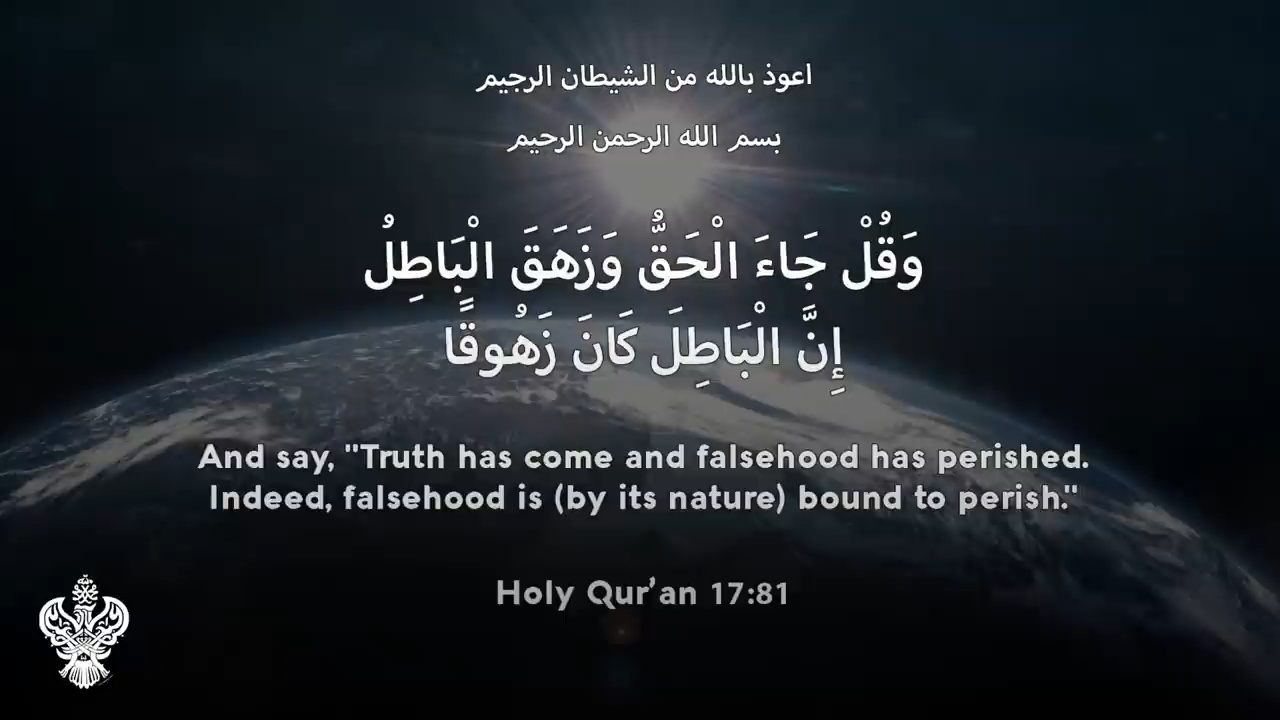 اعوذ بالله من الشيطان الرجيم
بسم الله الرحمن الرحيم
وَقُلْ جَاءَ الْحَقُّ وَزَهَقَ الْبَاطِلُ
إِنَّ الْبَاطِلَ كَانَ زَهُوقًا
And say, "Truth has come and falsehood has perished.
Indeed, falsehood is (by its nature) bound to perish."
Holy Qur’an 17:81